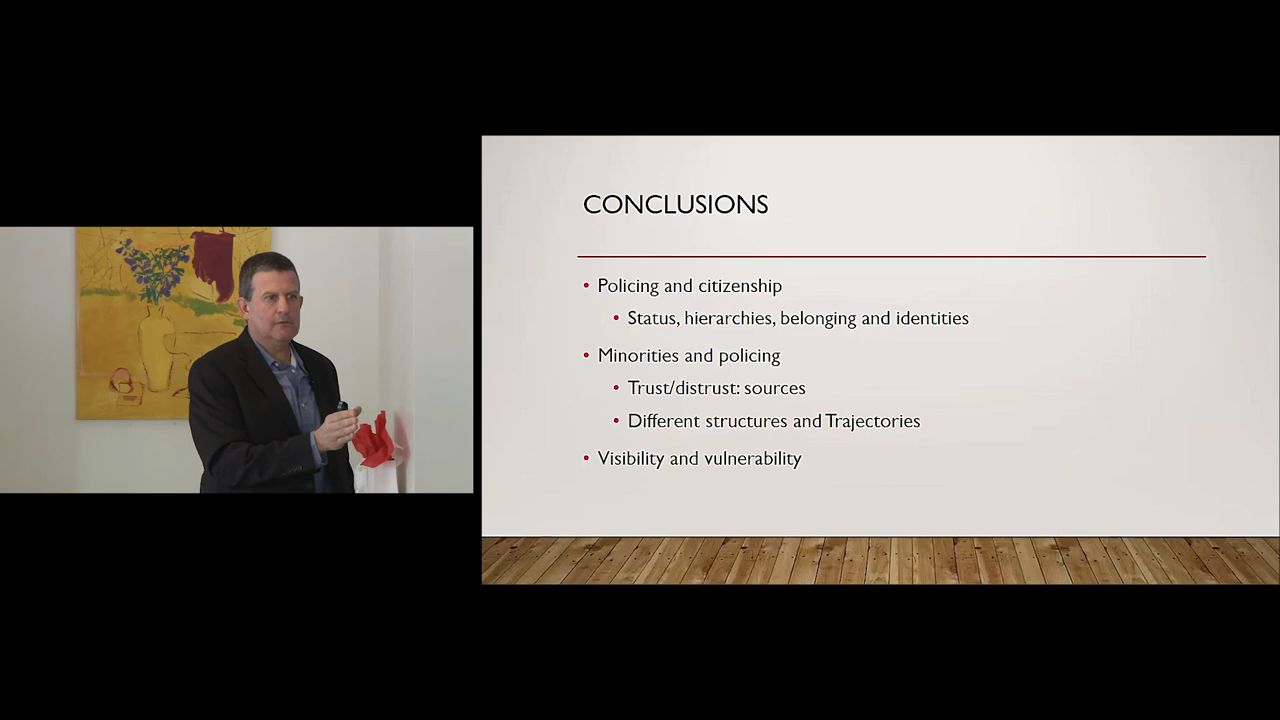 CONCLUSIONS
• Policing and citizenship
• Status, hierarchies, belonging and identities
• Minorities and policing
• Trust/distrust: sources
• Different structures and Trajectories
• Visibility and vulnerability